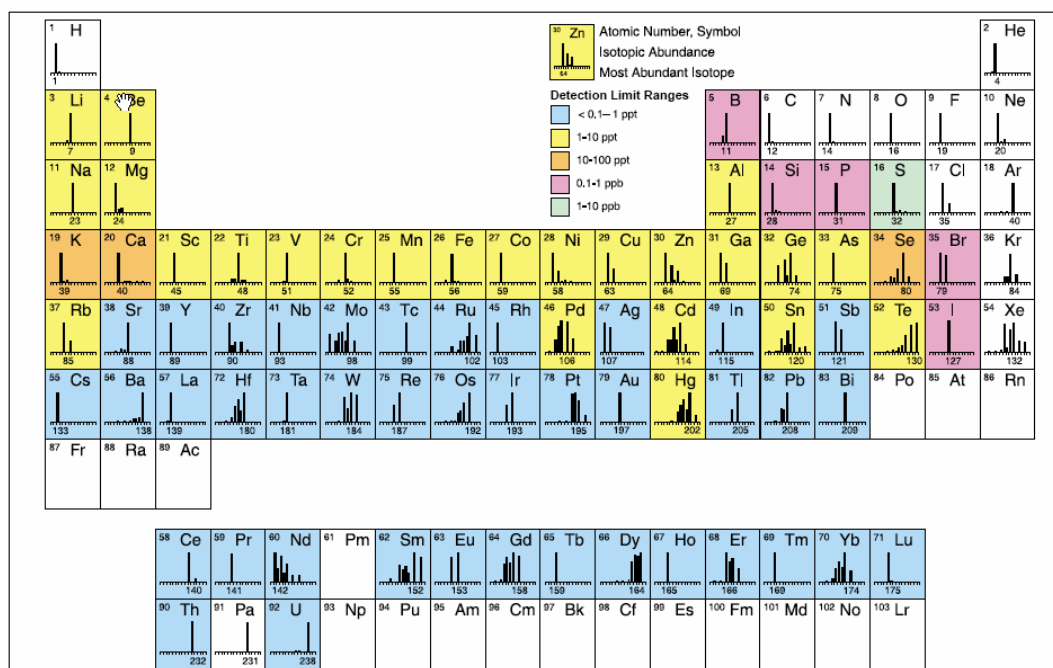 1 H
1
30 Zn
64
Atomic Number, Symbol
Isotopic Abundance
Most Abundant Isotope
2 He
4
3 Li 4 Be
7 9
Detection Limit Ranges
< 0.1–1 ppt
1-10 ppt
10-100 ppt
0.1-1 ppb
1-10 ppb
5 B 6 C 7 N 8 O 9 F 10 Ne
11 12 14 16 19 20
11 Na 12 Mg 13 Al 14 Si 15 P 16 S 17 Cl 18 Ar
23 24 27 28 31 32 35 40
19 K 20 Ca 21 Sc 22 Ti 23 V 24 Cr 25 Mn 26 Fe 27 Co 28 Ni 29 Cu 30 Zn 31 Ga 32 Ge 33 As 34 Se 35 Br 36 Kr
39 40 45 48 51 52 55 56 59 58 63 64 69 74 75 80 79 84
37 Rb 38 Sr 39 Y 40 Zr 41 Nb 42 Mo 43 Tc 44 Ru 45 Rh 46 Pd 47 Ag 48 Cd 49 In 50 Sn 51 Sb 52 Te 53 I 54 Xe
85 88 89 90 93 98 99 102 103 106 107 114 115 120 121 130 127 132
55 Cs 56 Ba 57 La 72 Hf 73 Ta 74 W 75 Re 76 Os 77 Ir 78 Pt 79 Au 80 Hg 81 Tl 82 Pb 83 Bi 84 Po 85 At 86 Rn
133 138 139 180 181 184 187 192 193 195 197 202 205 208 209
87 Fr 88 Ra 89 Ac
58 Ce 59 Pr 60 Nd 61 Pm 62 Sm 63 Eu 64 Gd 65 Tb 66 Dy 67 Ho 68 Er 69 Tm 70 Yb 71 Lu
140 141 142 152 153 158 159 164 165 166 169 174 175
90 Th 91 Pa 92 U 93 Np 94 Pu 95 Am 96 Cm 97 Bk 98 Cf 99 Es 100 Fm 101 Md 102 No 103 Lr
232 231 238